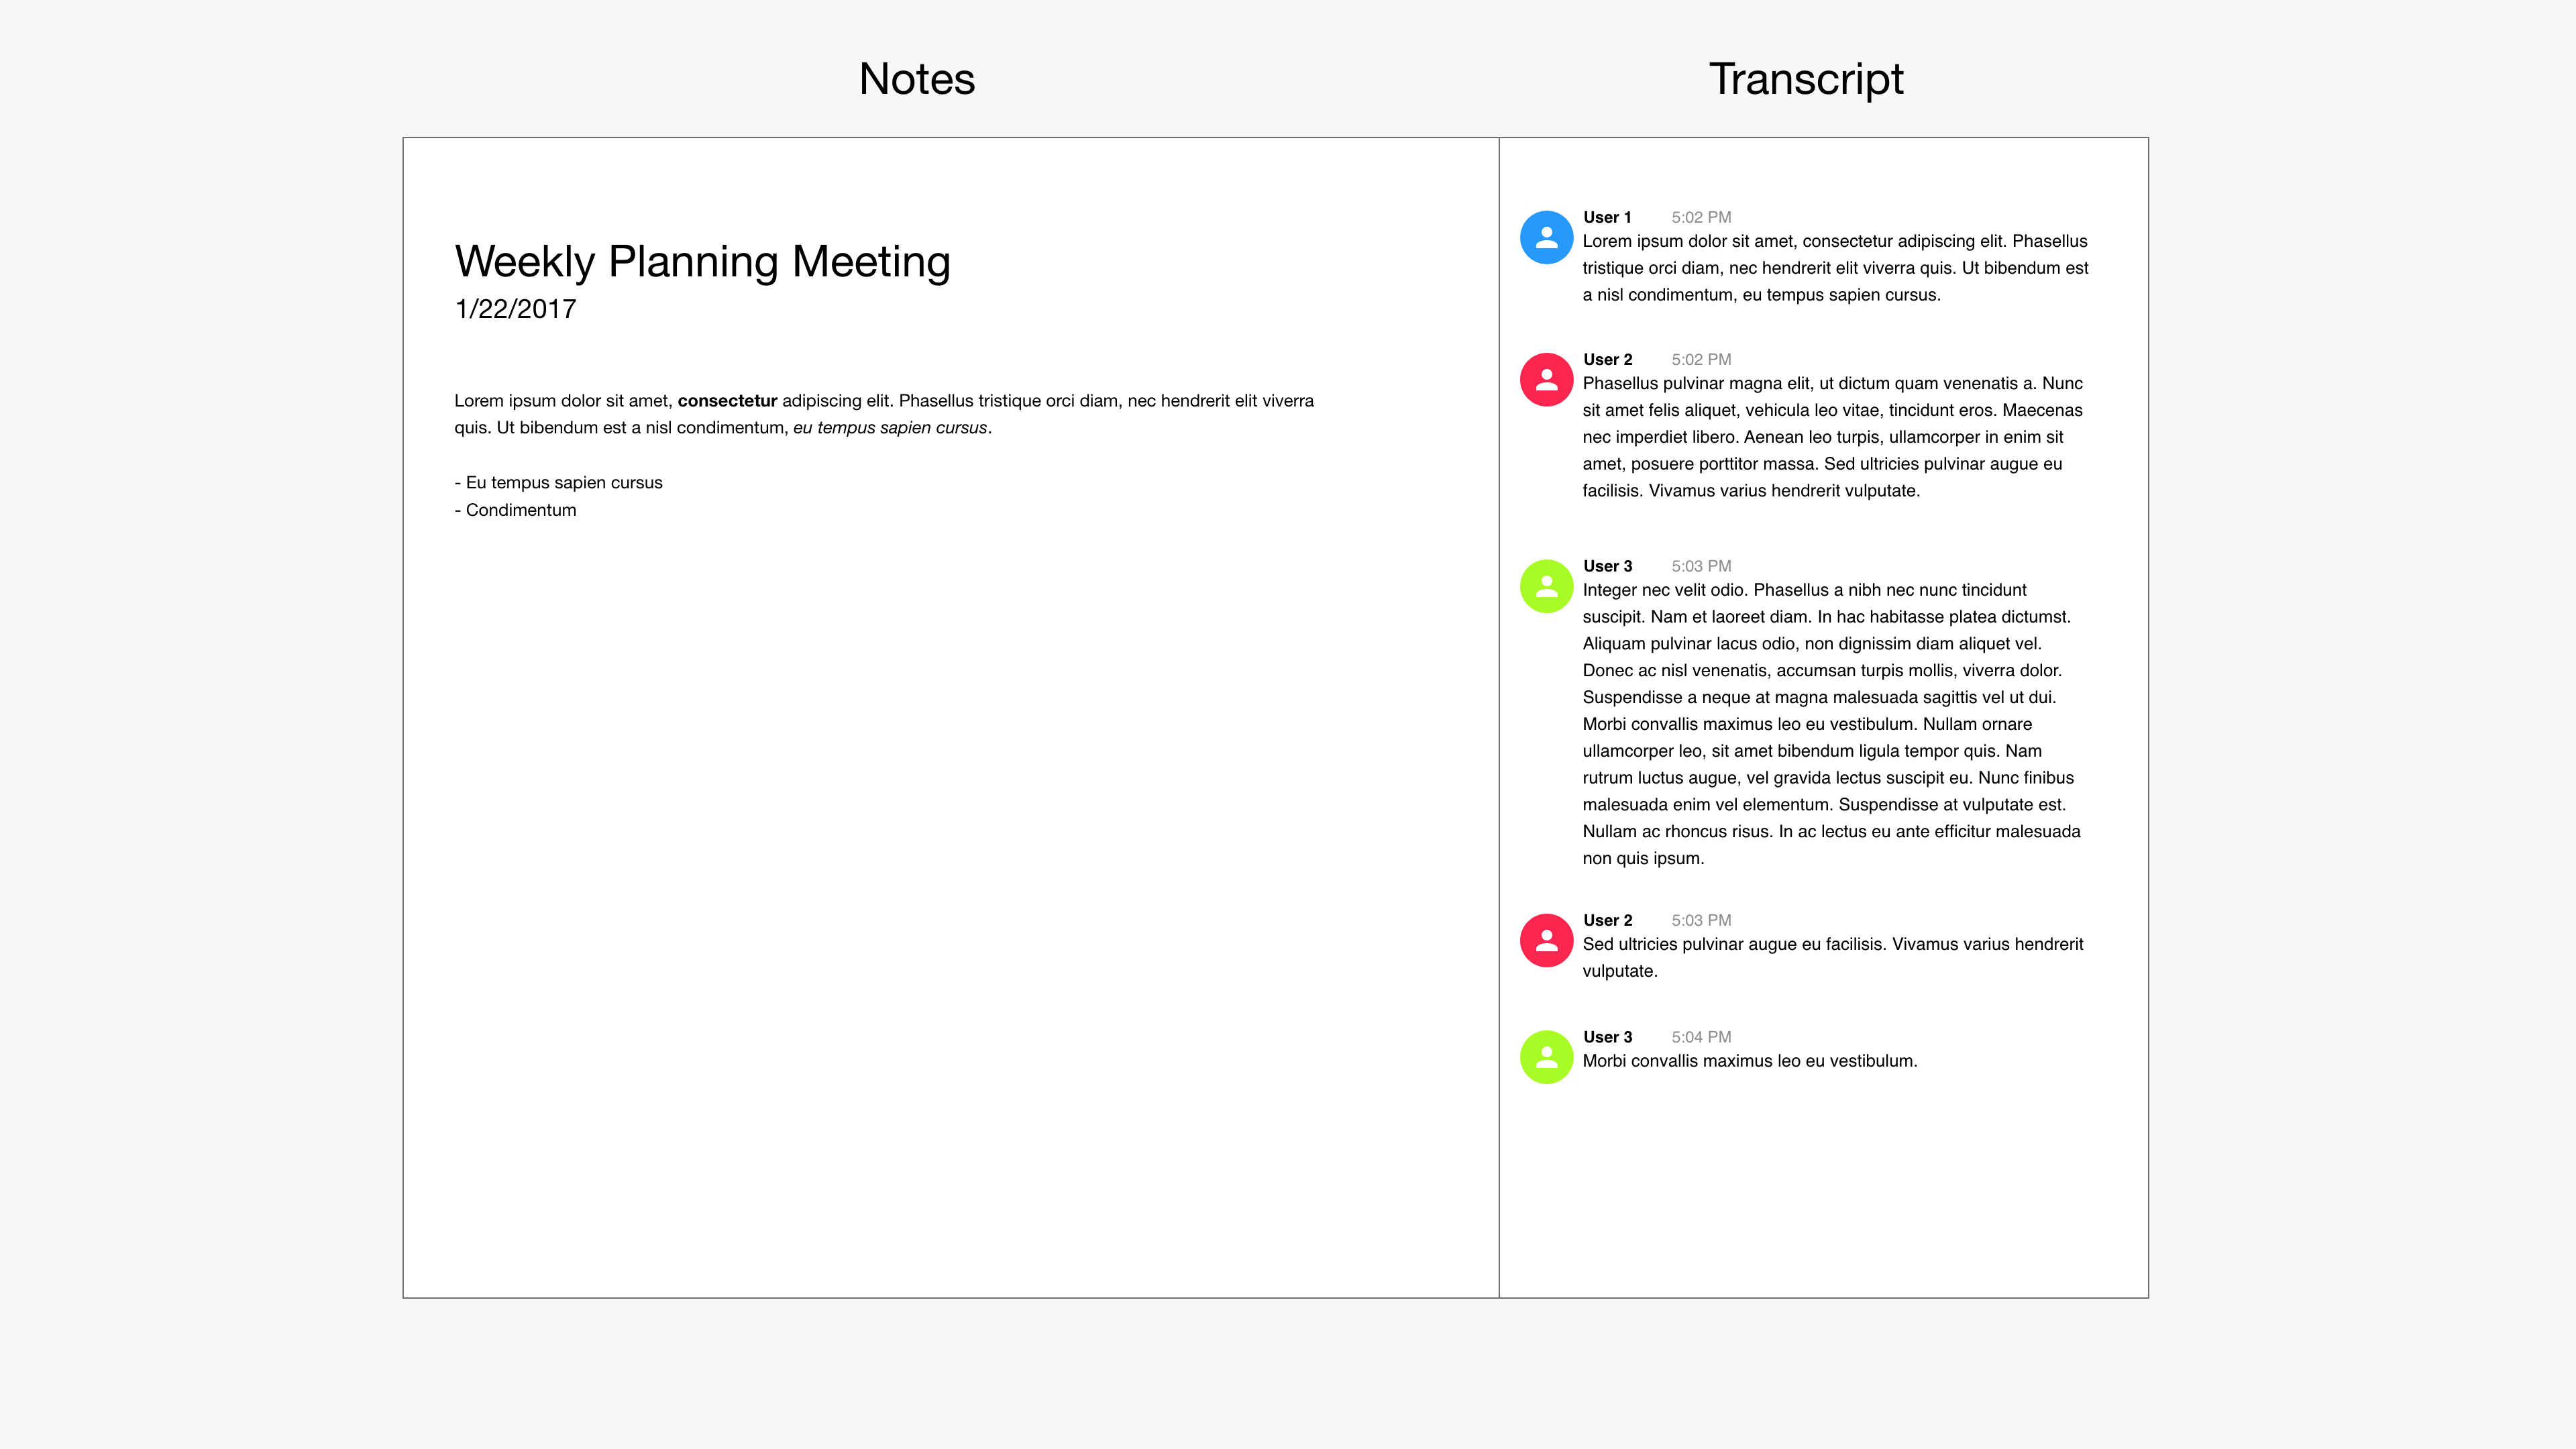 Notes
Transcript
Weekly Planning Meeting
1/22/2017
Lorem ipsum dolor sit amet, consectetur adipiscing elit. Phasellus tristique orci diam, nec hendrerit elit viverra
quis. Ut bibendum est a nisl condimentum, eu tempus sapien cursus.
- Eu tempus sapien cursus
- Condimentum
User 1 5:02 PM
Lorem ipsum dolor sit amet, consectetur adipiscing elit. Phasellus
tristique orci diam, nec hendrerit elit viverra quis. Ut bibendum est
a nisl condimentum, eu tempus sapien cursus.
User 2 5:02 PM
Phasellus pulvinar magna elit, ut dictum quam venenatis a. Nunc
sit amet felis aliquet, vehicula leo vitae, tincidunt eros. Maecenas
nec imperdiet libero. Aenean leo turpis, ullamcorper in enim sit
amet, posuere porttitor massa. Sed ultricies pulvinar augue eu
facilisis. Vivamus varius hendrerit vulputate.
User 3 5:03 PM
Integer nec velit odio. Phasellus a nibh nec nunc tincidunt
suscipit. Nam et laoreet diam. In hac habitasse platea dictumst.
Aliquam pulvinar lacus odio, non dignissim diam aliquet vel.
Donec ac nisl venenatis, accumsan turpis mollis, viverra dolor.
Suspendisse a neque at magna malesuada sagittis vel ut dui.
Morbi convallis maximus leo eu vestibulum. Nullam ornare
ullamcorper leo, sit amet bibendum ligula tempor quis. Nam
rutrum luctus augue, vel gravida lectus suscipit eu. Nunc finibus
malesuada enim vel elementum. Suspendisse at vulputate est.
Nullam ac rhoncus risus. In ac lectus eu ante efficitur malesuada
non quis ipsum.
User 2 5:03 PM
Sed ultricies pulvinar augue eu facilisis. Vivamus varius hendrerit
vulputate.
User 3 5:04 PM
Morbi convallis maximus leo eu vestibulum.